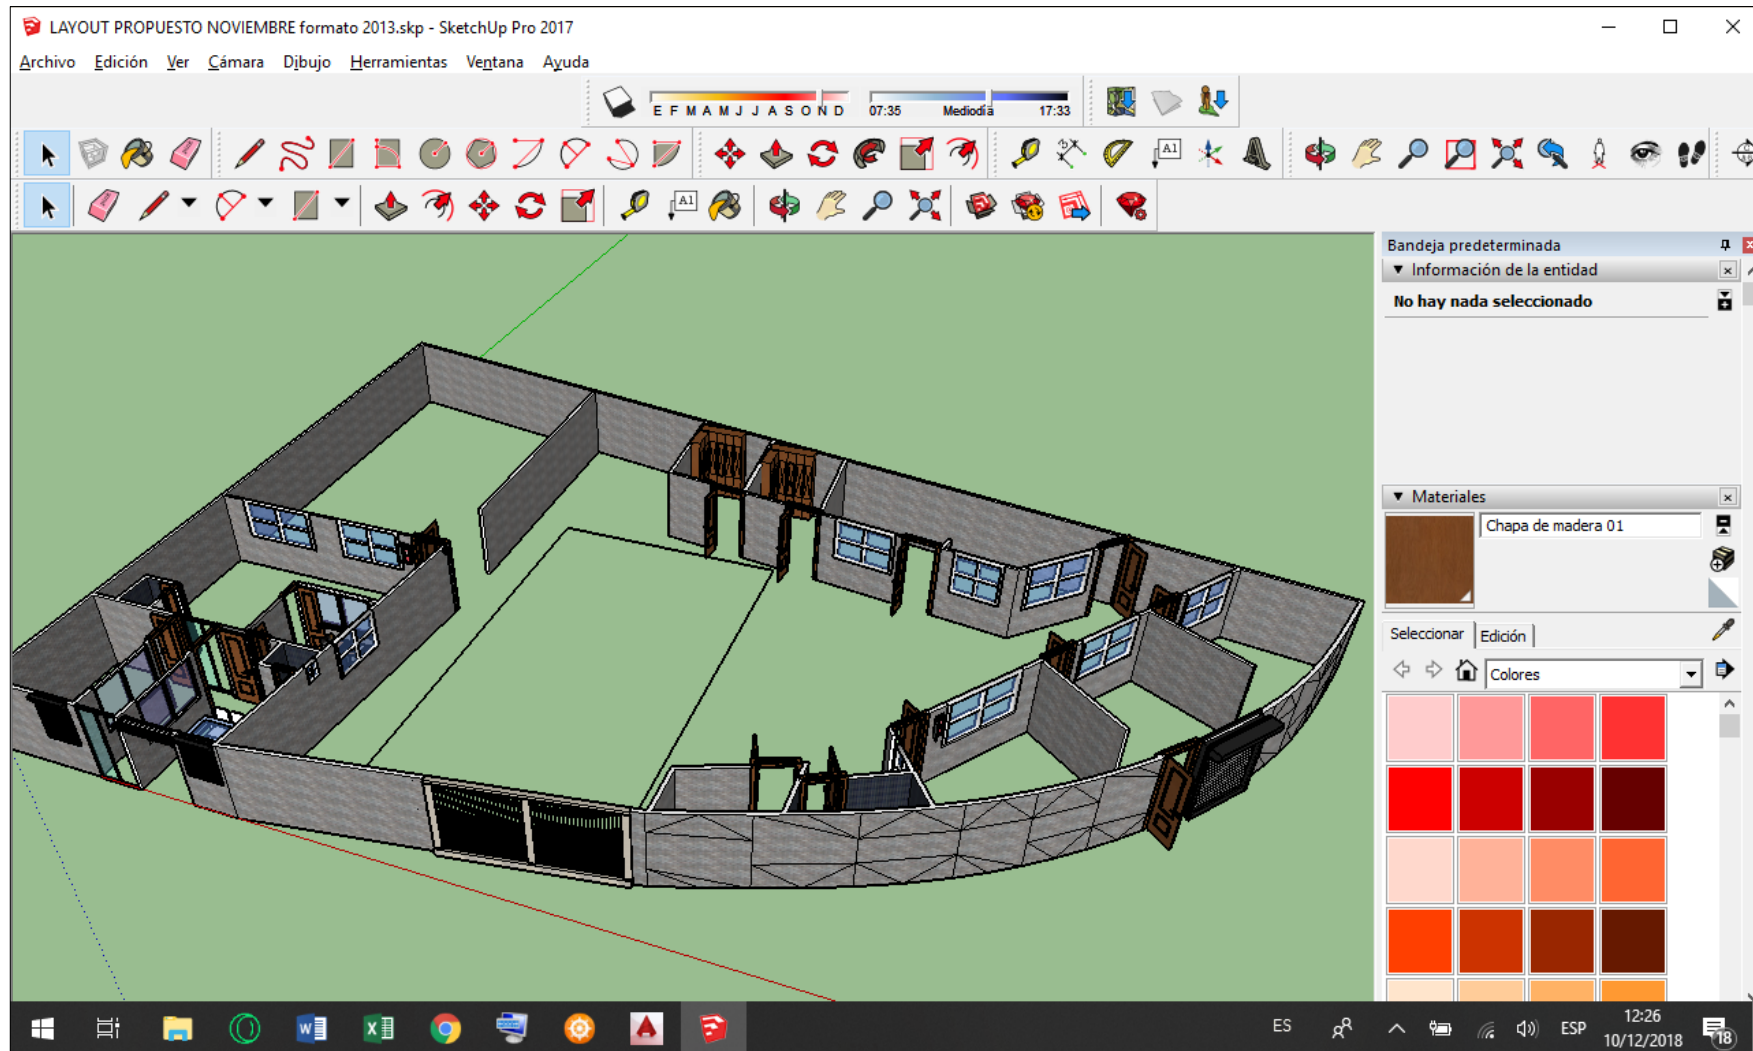 LAYOUT PROPUESTO NOVIEMBRE formato 2013.skp - SketchUp Pro 2017
Archivo Edición Ver Cámara Dibujo Herramientas Ventana Ayuda
E F M A M J J A S O N D 07:35 Mediodía 17:33
A1
A1
Bandeja predeterminada
Información de la entidad
No hay nada seleccionado
Materiales
Chapa de madera 01
Seleccionar Edición
Colores
ES ESP 12:26
10/12/2018 18